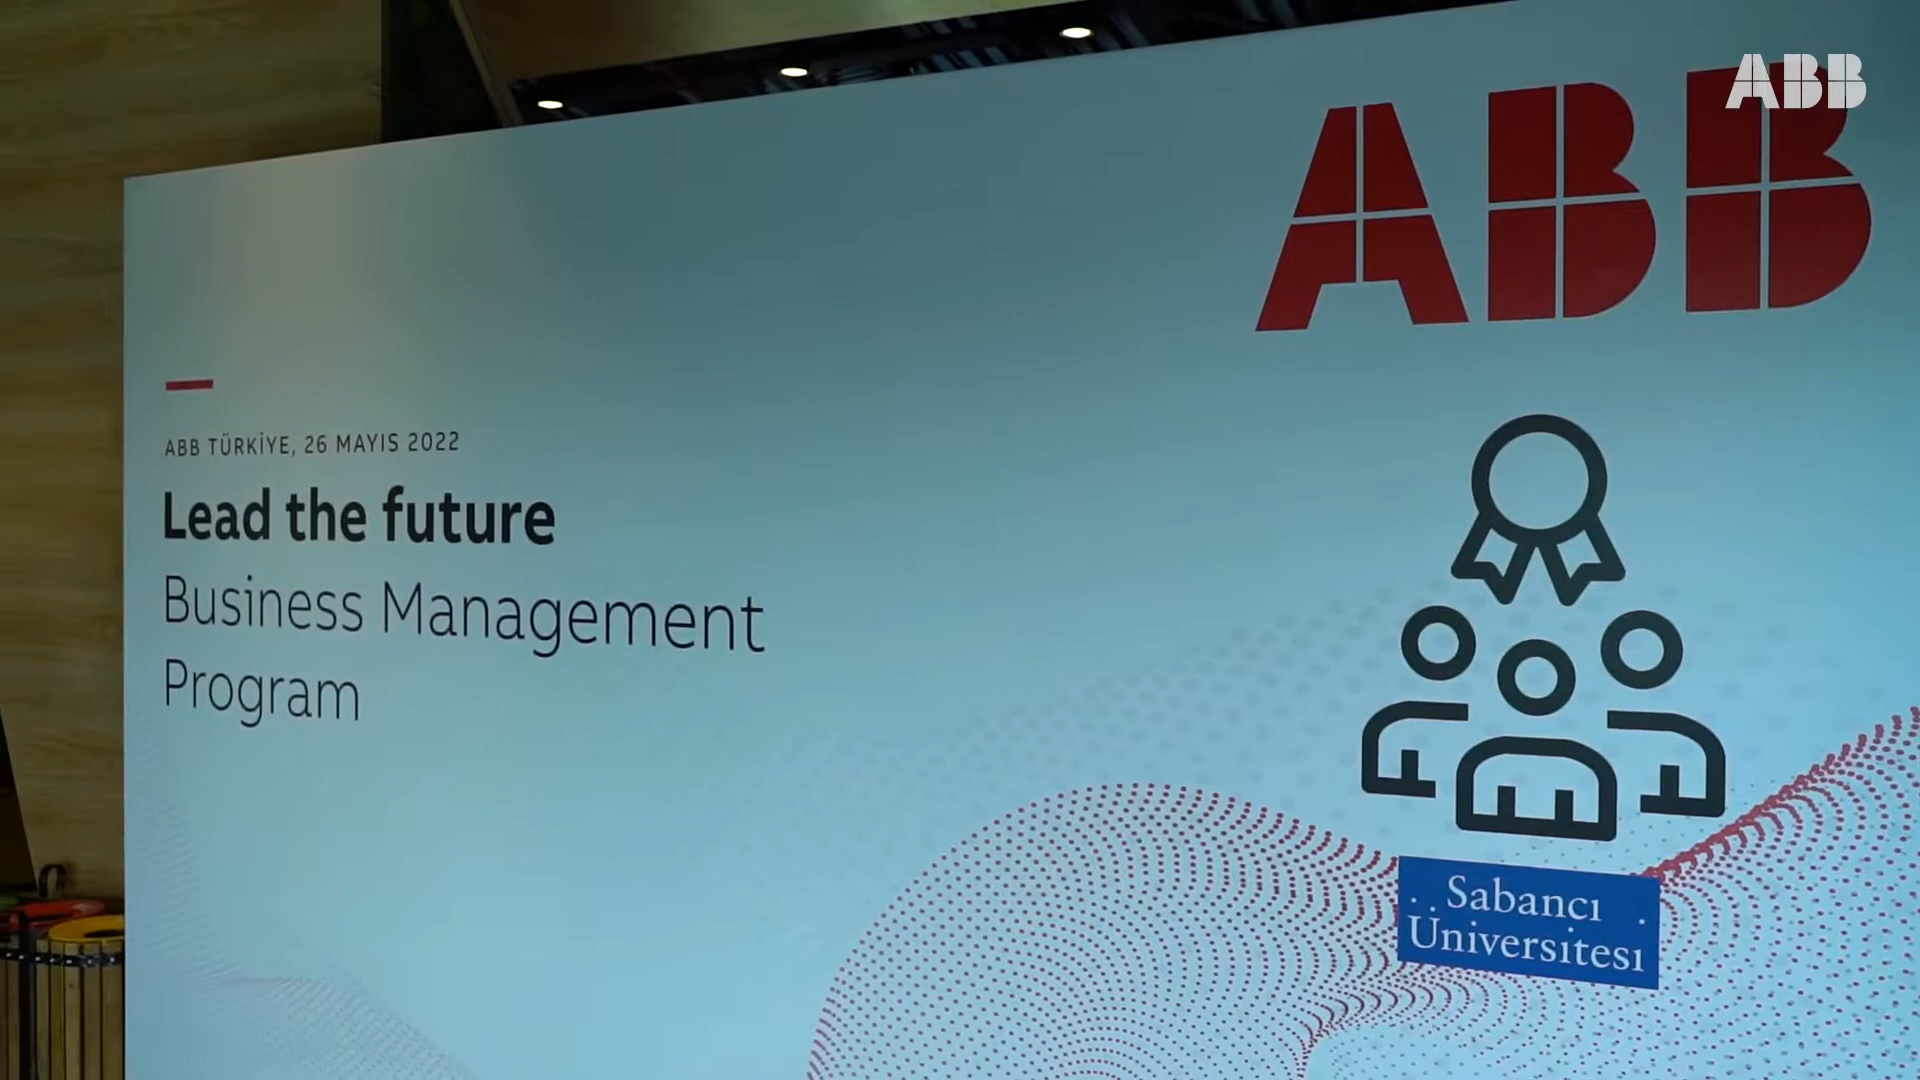 ABB
ABB
ABB TÜRKİYE, 26 MAYIS 2022
Lead the future
Business Management
Program
Sabancı
Üniversitesi